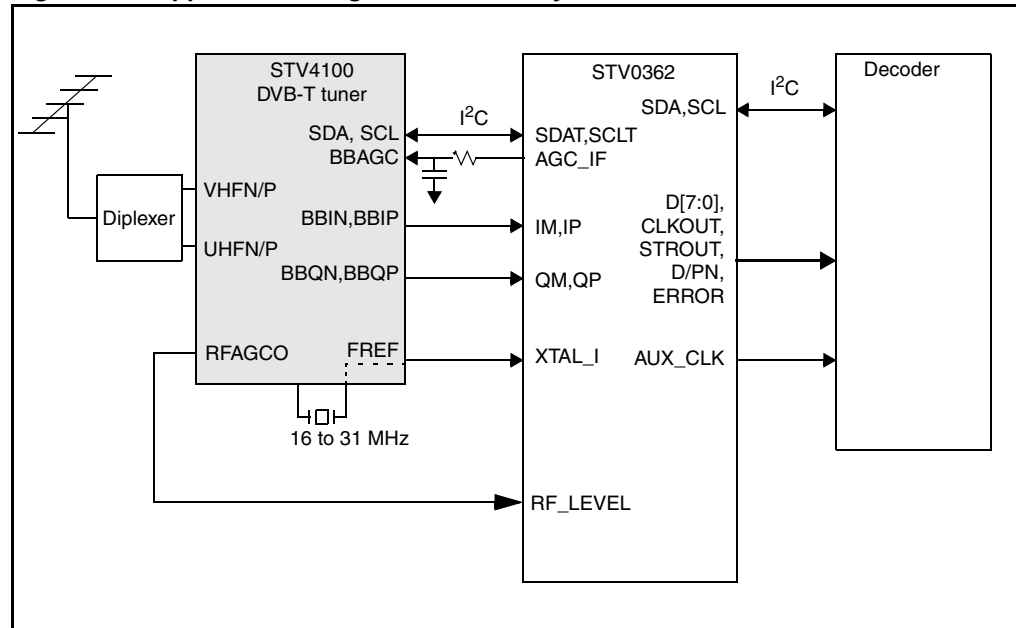 STV4100
DVB-T tuner
SDA, SCL
BBAGC
VHFN/P
BBIN,BBIP
UHFN/P
BBQN,BBQP
RFAGCO
FREF
16 to 31 MHz
Diplexer
I²C
STV0362
SDAT,SCLT
AGC_IF
IM,IP
QM,QP
XTAL_I
RF_LEVEL
SDA,SCL
D[7:0],
CLKOUT,
STROUT,
D/PN,
ERROR
AUX_CLK
I²C
Decoder